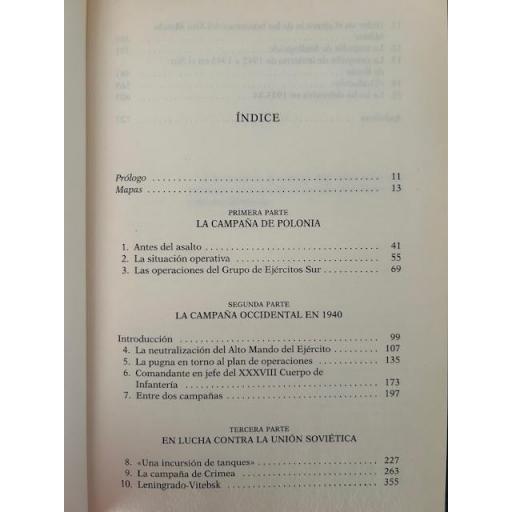 ÍNDICE
Prólogo 11
Mapas 13
PRIMERA PARTE
LA CAMPAÑA DE POLONIA
1. Antes del asalto 41
2. La situación operativa 55
3. Las operaciones del Grupo de Ejércitos Sur 69
SEGUNDA PARTE
LA CAMPAÑA OCCIDENTAL EN 1940
Introducción 99
4. La neutralización del Alto Mando del Ejército 107
5. La pugna en torno al plan de operaciones 135
6. Comandante en jefe del XXXVIII Cuerpo de
Infantería 173
7. Entre dos campañas 197
TERCERA PARTE
EN LUCHA CONTRA LA UNIÓN SOVIÉTICA
8. «Una incursión de tanques» 227
9. La campaña de Crimea 263
10. Leningrado-Vitebsk 355